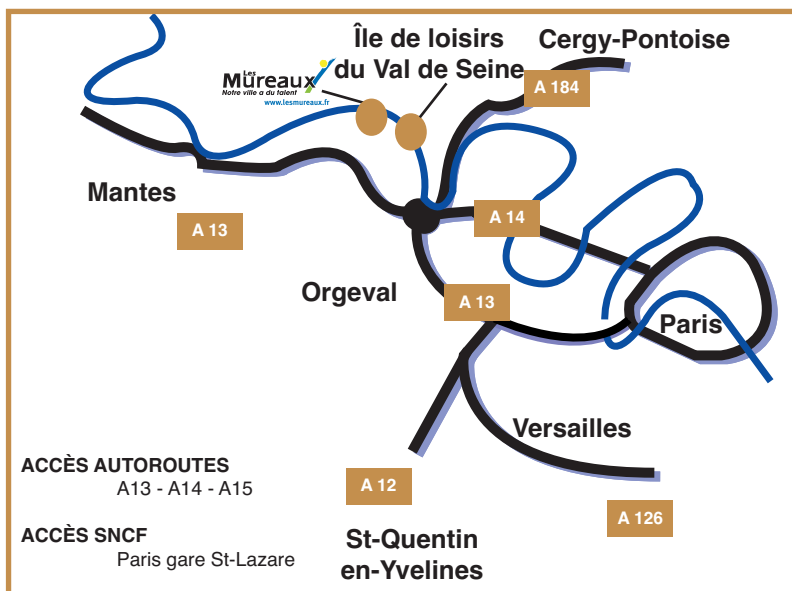 Île de loisirs
du Val de Seine
Cergy-Pontoise
Les
Mureaux
Notre ville a du talent
www.lesmureaux.fr
A 184
Mantes
A 13
A 14
Orgeval
A 13
Paris
Versailles
ACCÈS AUTOROUTES
A13 - A14 - A15
A 12
A 126
ACCÈS SNCF
Paris gare St-Lazare
St-Quentin
en-Yvelines